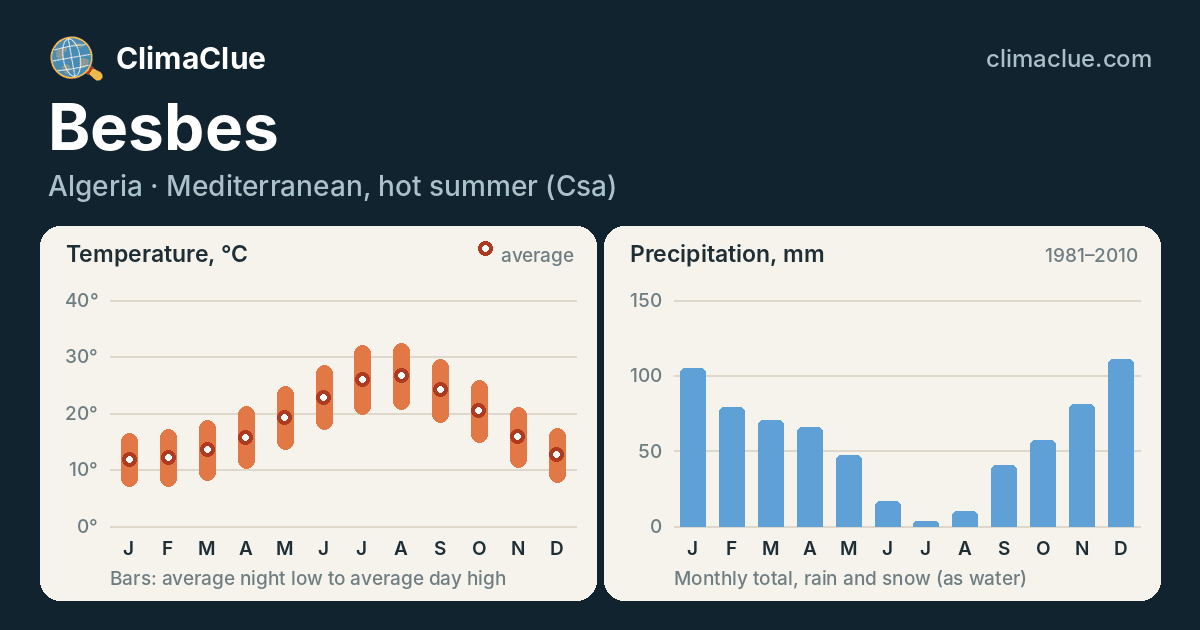 ClimaClue
climaclue.com
Besbes
Algeria · Mediterranean, hot summer (Csa)
Temperature, °C
average
40°
30°
20°
10°
0°
J F M A M J J A S O N D
Bars: average night low to average day high
Precipitation, mm
1981–2010
150
100
50
0
J F M A M J J A S O N D
Monthly total, rain and snow (as water)